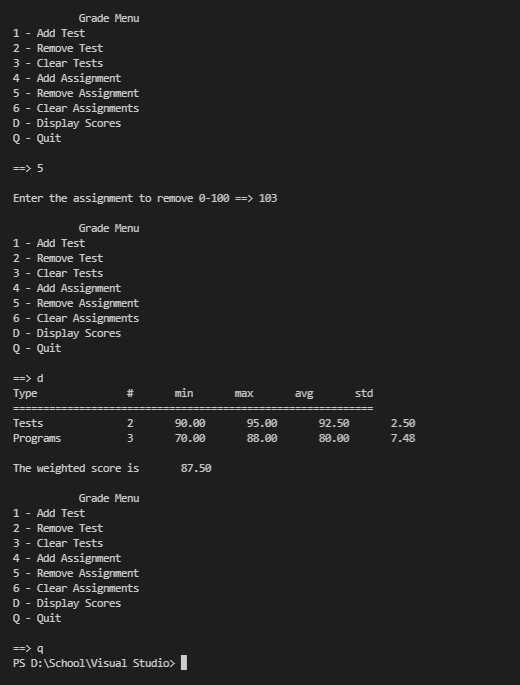 Grade Menu
1 - Add Test
2 - Remove Test
3 - Clear Tests
4 - Add Assignment
5 - Remove Assignment
6 - Clear Assignments
D - Display Scores
Q - Quit
==> 5
Enter the assignment to remove 0-100 ==> 103
Grade Menu
1 - Add Test
2 - Remove Test
3 - Clear Tests
4 - Add Assignment
5 - Remove Assignment
6 - Clear Assignments
D - Display Scores
Q - Quit
==> d
Type # min max avg std
============================================================
Tests 2 90.00 95.00 92.50 2.50
Programs 3 70.00 88.00 80.00 7.48
The weighted score is 87.50
Grade Menu
1 - Add Test
2 - Remove Test
3 - Clear Tests
4 - Add Assignment
5 - Remove Assignment
6 - Clear Assignments
D - Display Scores
Q - Quit
==> q
PS D:\School\Visual Studio>